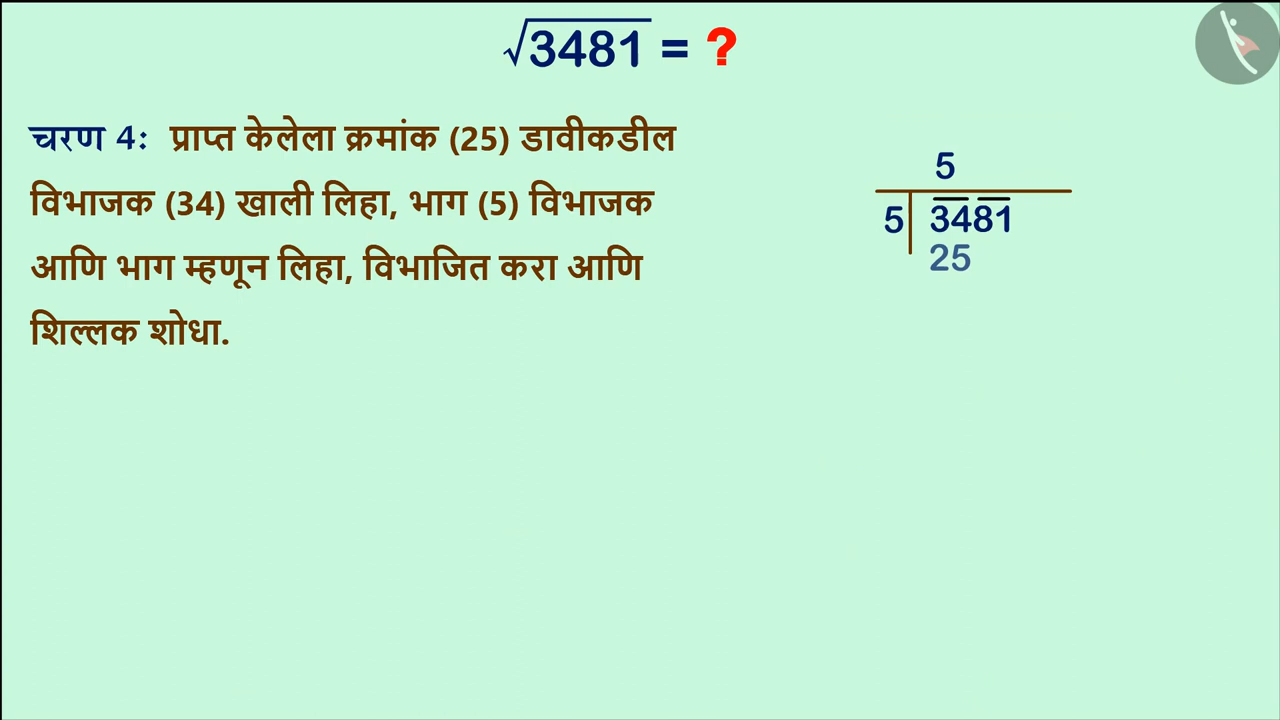 √3481 = ?
चरण 4: प्राप्त केलेला क्रमांक (25) डावीकडील
विभाजक (34) खाली लिहा, भाग (5) विभाजक
आणि भाग म्हणून लिहा, विभाजित करा आणि
शिल्लक शोधा.
5
5 3481
25